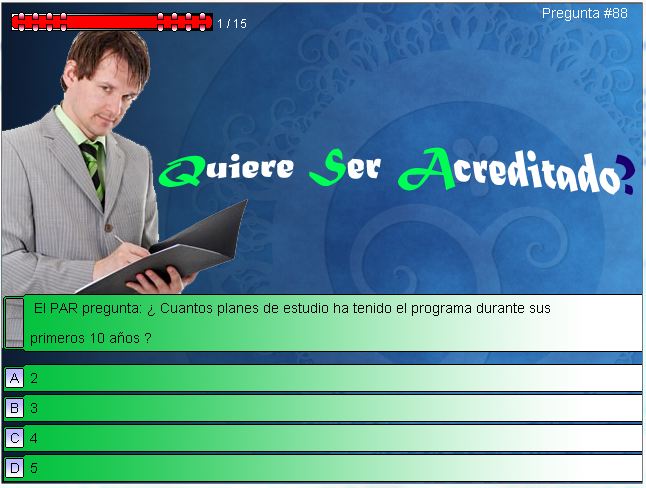 Pregunta #88
1 / 15
Quiere Ser Acreditado?
El PAR pregunta: ¿ Cuantos planes de estudio ha tenido el programa durante sus
primeros 10 años ?
A 2
B 3
C 4
D 5